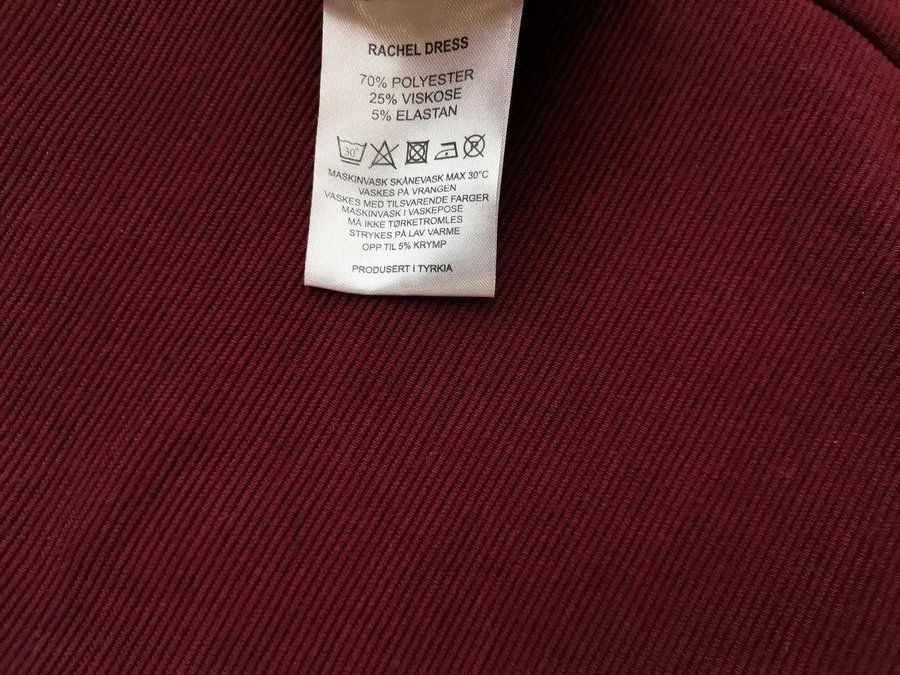 RACHEL DRESS
70% POLYESTER
25% VISKOSE
5% ELASTAN
30°
MASKINVASK SKÅNEVASK MAX 30°C
VASKES PÅ VRANGEN
VASKES MED TILSVARENDE FARGER
MASKINVASK I VASKEPOSE
MÅ IKKE TØRKETROMLES
STRYKES PÅ LAV VARME
OPP TIL 5% KRYMP
PRODUSERT I TYRKIA